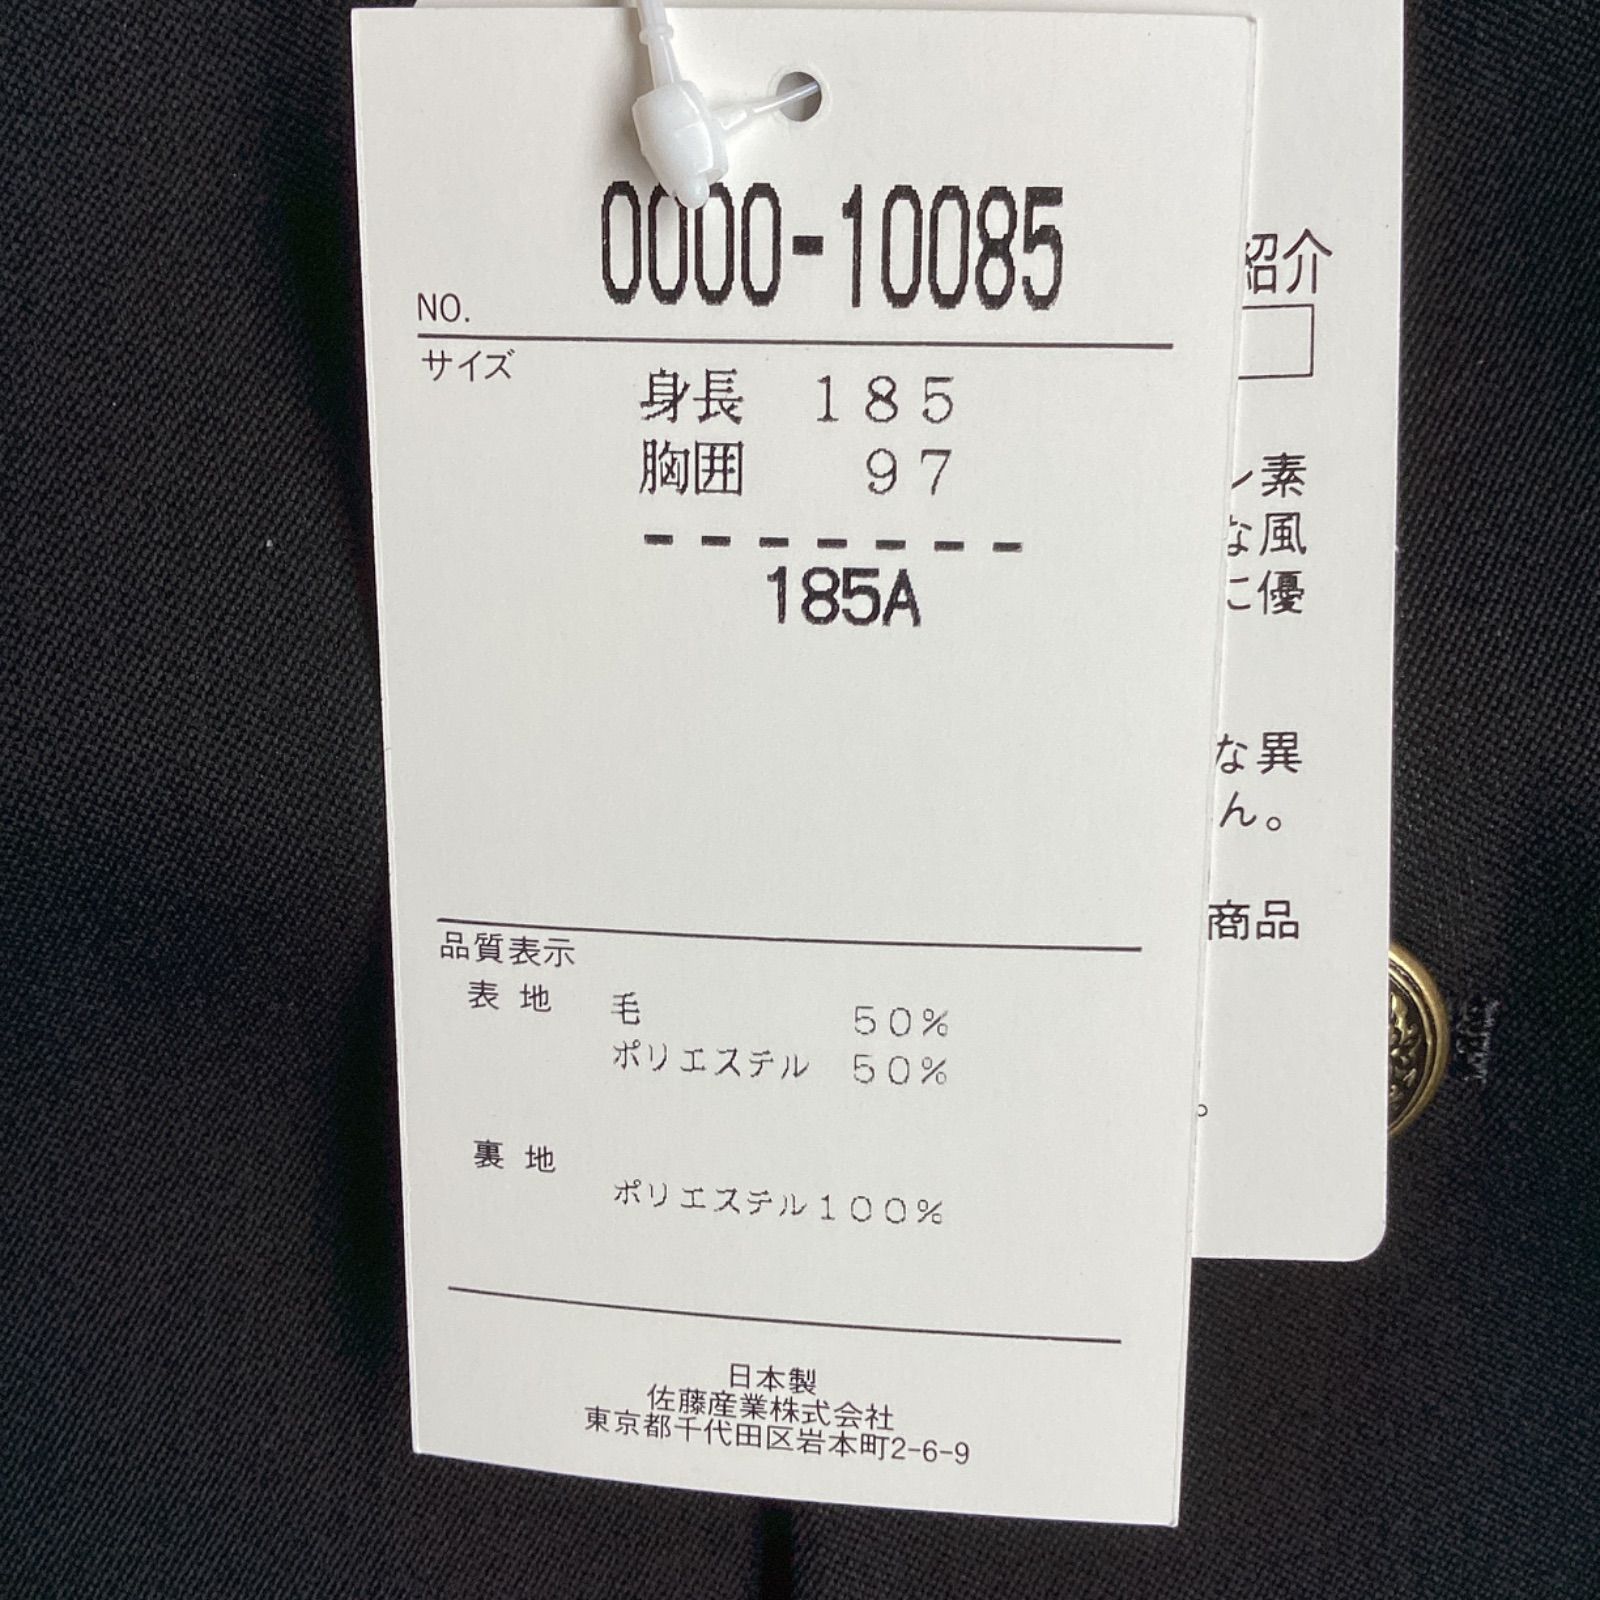 0000-10085
NO.
サイズ
身長 185
胸囲 97
-------
185A
品質表示
表地 毛 50%
ポリエステル 50%
裏地
ポリエステル100%
日本製
佐藤産業株式会社
東京都千代田区岩本町2-6-9
紹介
ン素
な風
に優
な異
ん。
商品
。